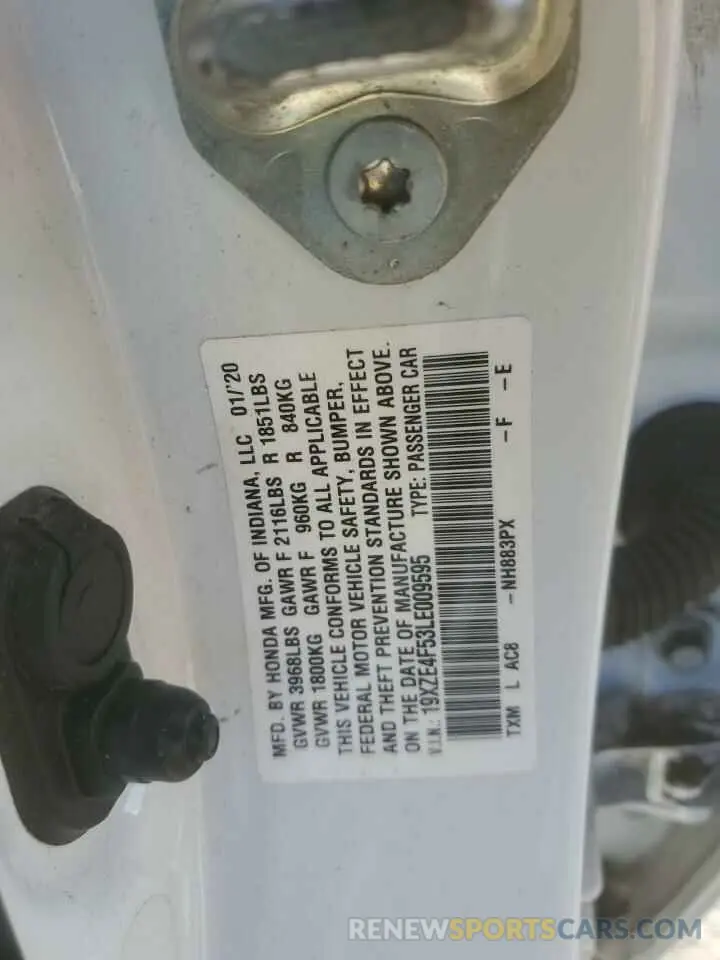 MFD. BY HONDA MFG. OF INDIANA, LLC 01/'20
GVWR 3968LBS GAWR F 2116LBS R 1851LBS
GVWR 1800KG GAWR F 960KG R 840KG
THIS VEHICLE CONFORMS TO ALL APPLICABLE
FEDERAL MOTOR VEHICLE SAFETY, BUMPER,
AND THEFT PREVENTION STANDARDS IN EFFECT
ON THE DATE OF MANUFACTURE SHOWN ABOVE.
V.I.N.: 19XZE4F53LE009595 TYPE: PASSENGER CAR
TXM L AC8 - NH883PX - F - E
RENEWSPORTSCARS.COM